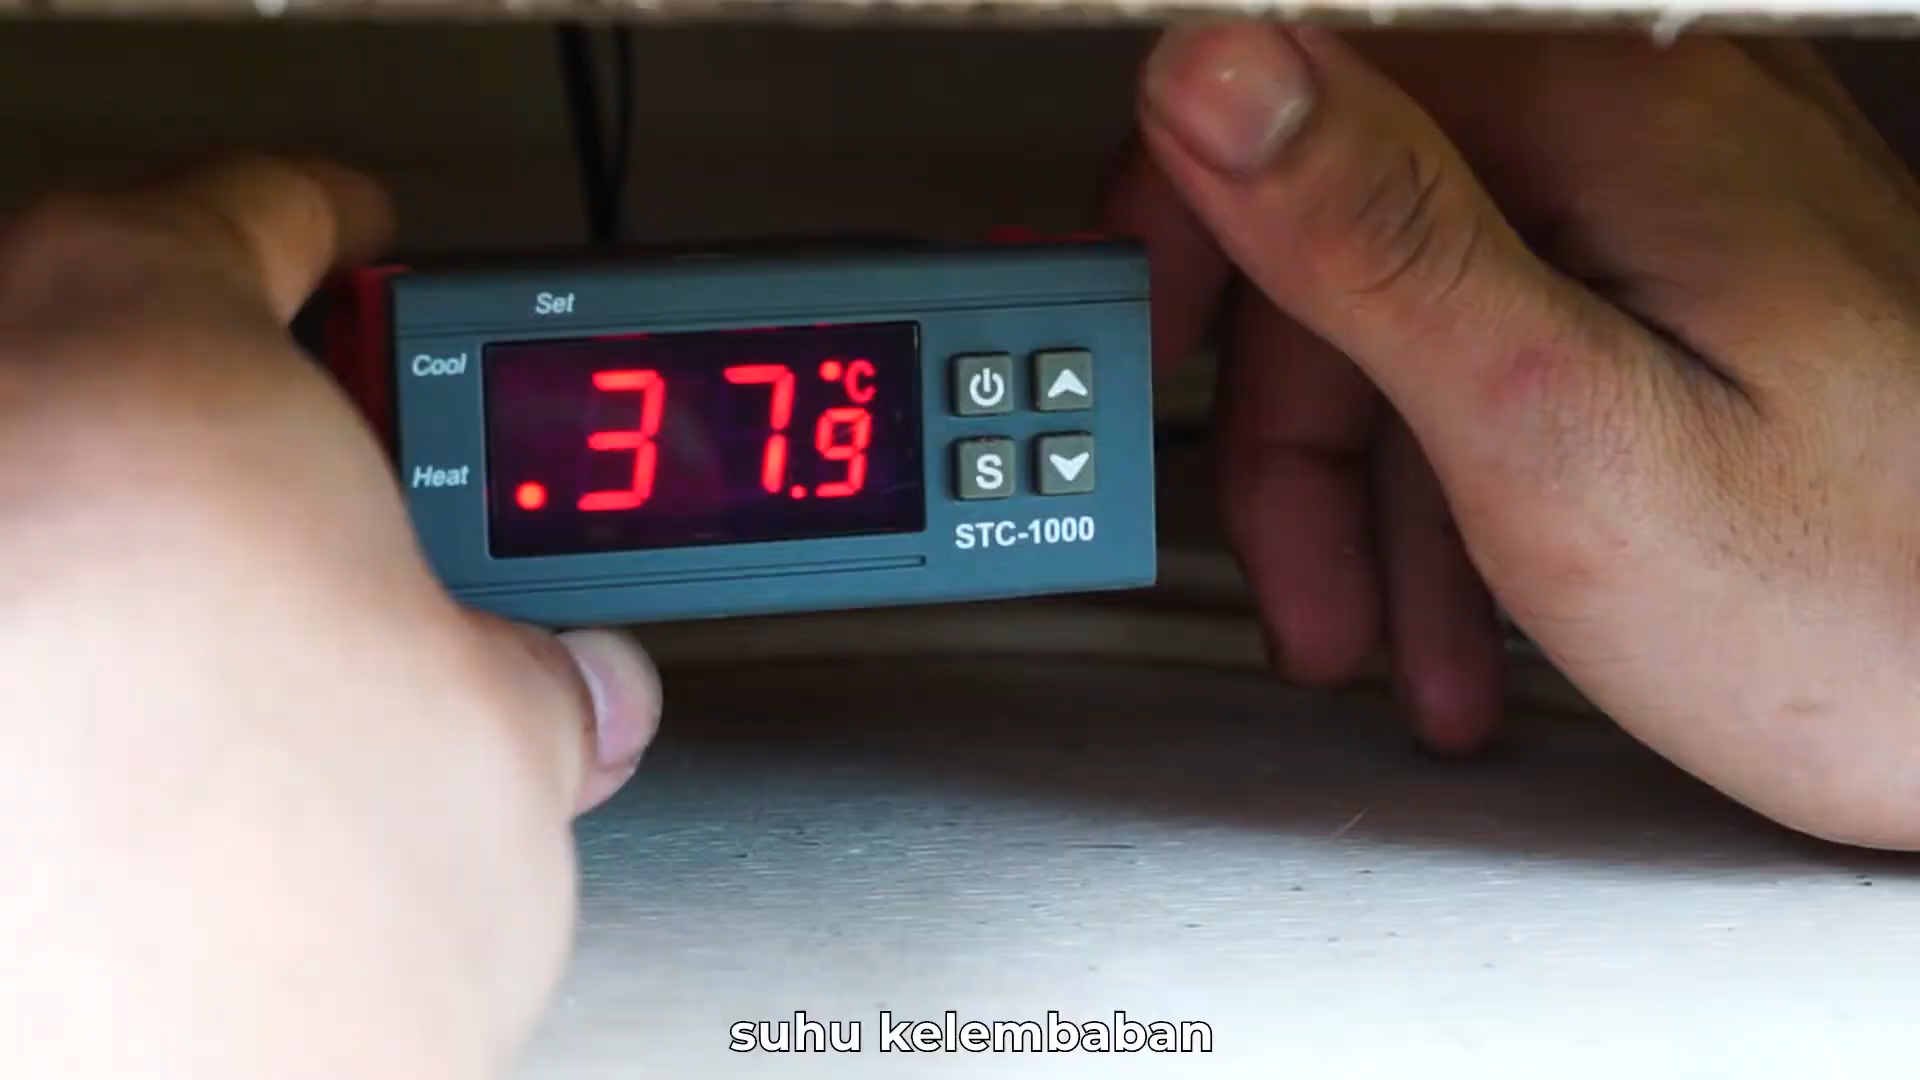 Set
Cool
Heat
37.9
°C
S
STC-1000
suhu kelembaban